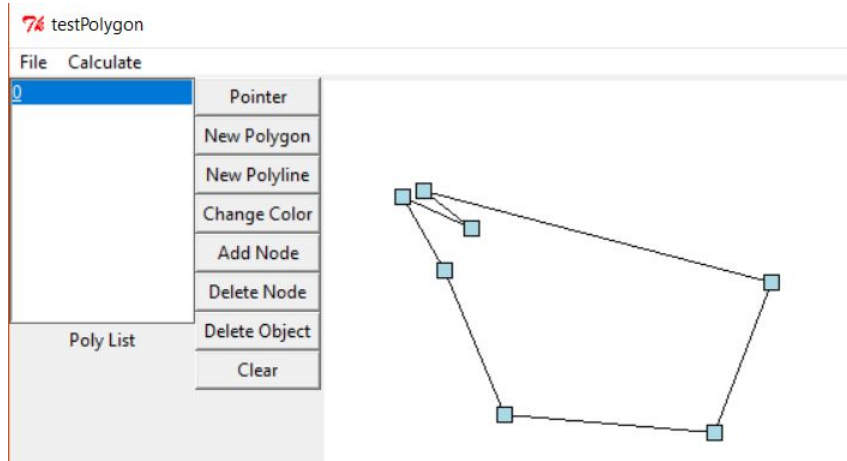 testPolygon
File Calculate
0
Pointer
New Polygon
New Polyline
Change Color
Add Node
Delete Node
Delete Object
Clear
Poly List